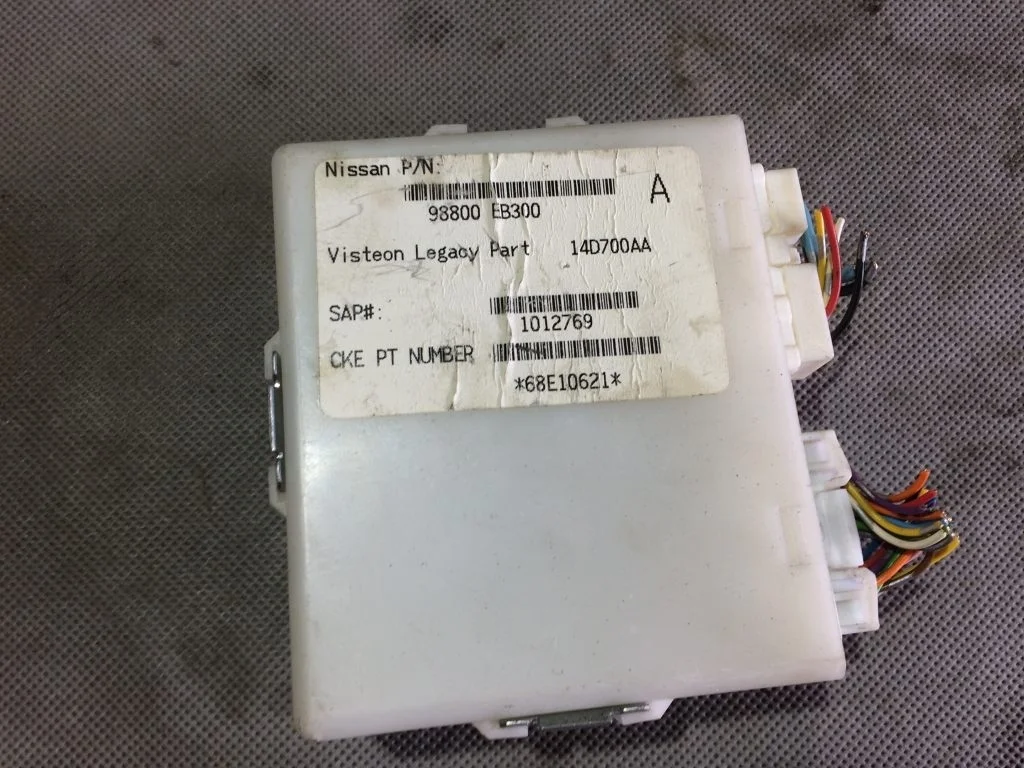 Nissan P/N:
A
98800 EB300
Visteon Legacy Part 14D700AA
SAP#:
1012769
CKE PT NUMBER
*68E10621*